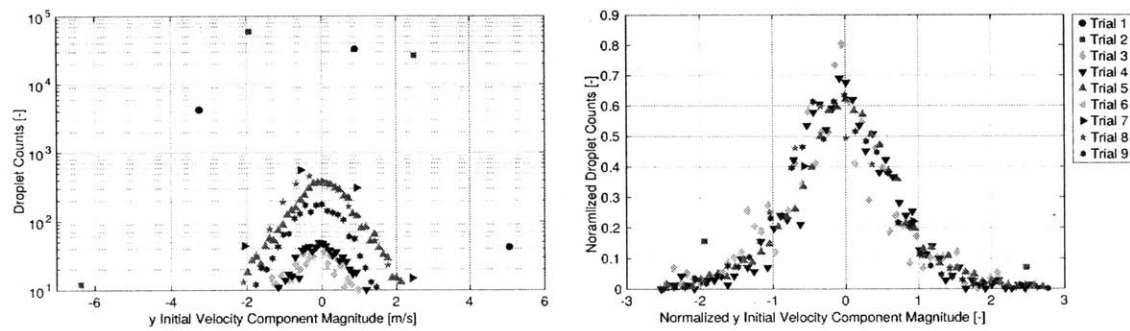 10^5
10^4
10^3
10^2
10^1
Droplet Counts [-]
-6 -4 -2 0 2 4 6
y Initial Velocity Component Magnitude [m/s]
0.9
0.8
0.7
0.6
0.5
0.4
0.3
0.2
0.1
0
Noramlized Droplet Counts [-]
-3 -2 -1 0 1 2 3
Normalized y Initial Velocity Component Magnitude [-]
Trial 1
Trial 2
Trial 3
Trial 4
Trial 5
Trial 6
Trial 7
Trial 8
Trial 9